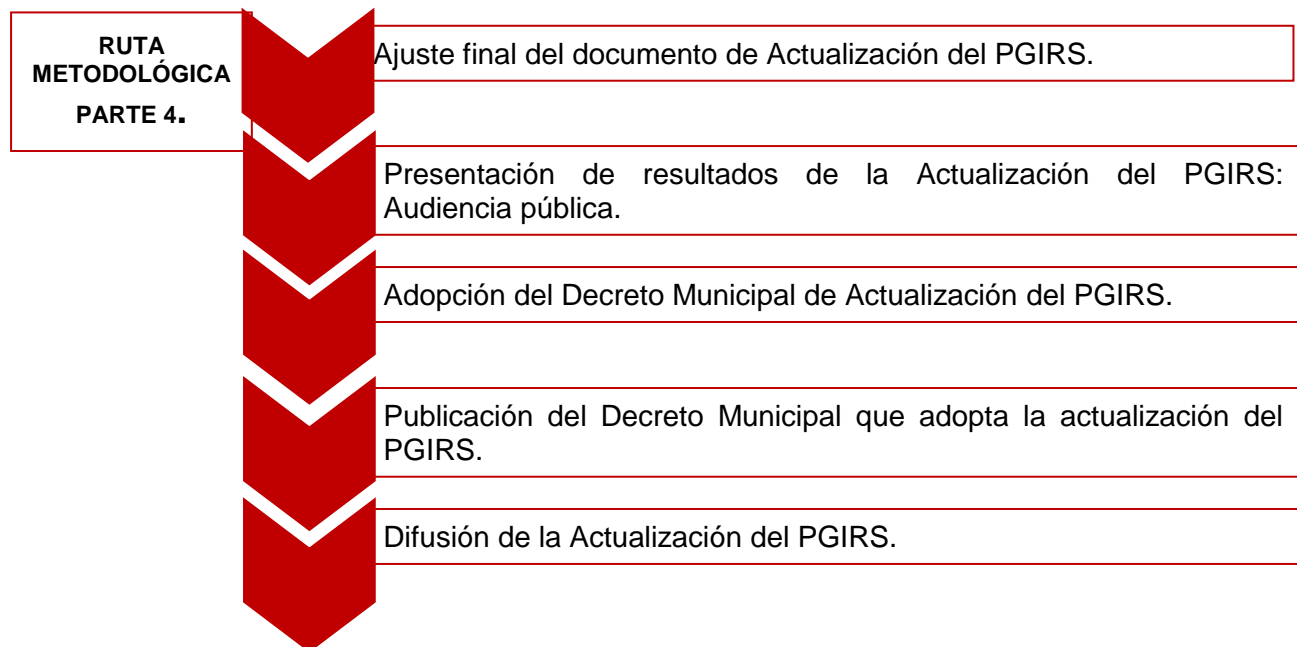 RUTA
METODOLÓGICA
PARTE 4.
Ajuste final del documento de Actualización del PGIRS.
Presentación de resultados de la Actualización del PGIRS:
Audiencia pública.
Adopción del Decreto Municipal de Actualización del PGIRS.
Publicación del Decreto Municipal que adopta la actualización del
PGIRS.
Difusión de la Actualización del PGIRS.